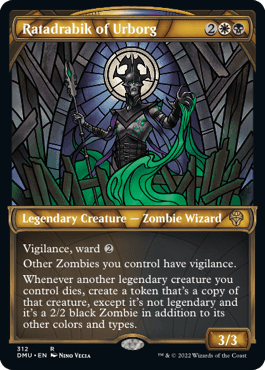 Ratadrabik of Urborg 2
Legendary Creature — Zombie Wizard
Vigilance, ward 2
Other Zombies you control have vigilance.
Whenever another legendary creature you
control dies, create a token that's a copy of
that creature, except it's not legendary and
it's a 2/2 black Zombie in addition to its
other colors and types.
3/3
312 R
DMU • EN Nino Vecia
™ & © 2022 Wizards of the Coast